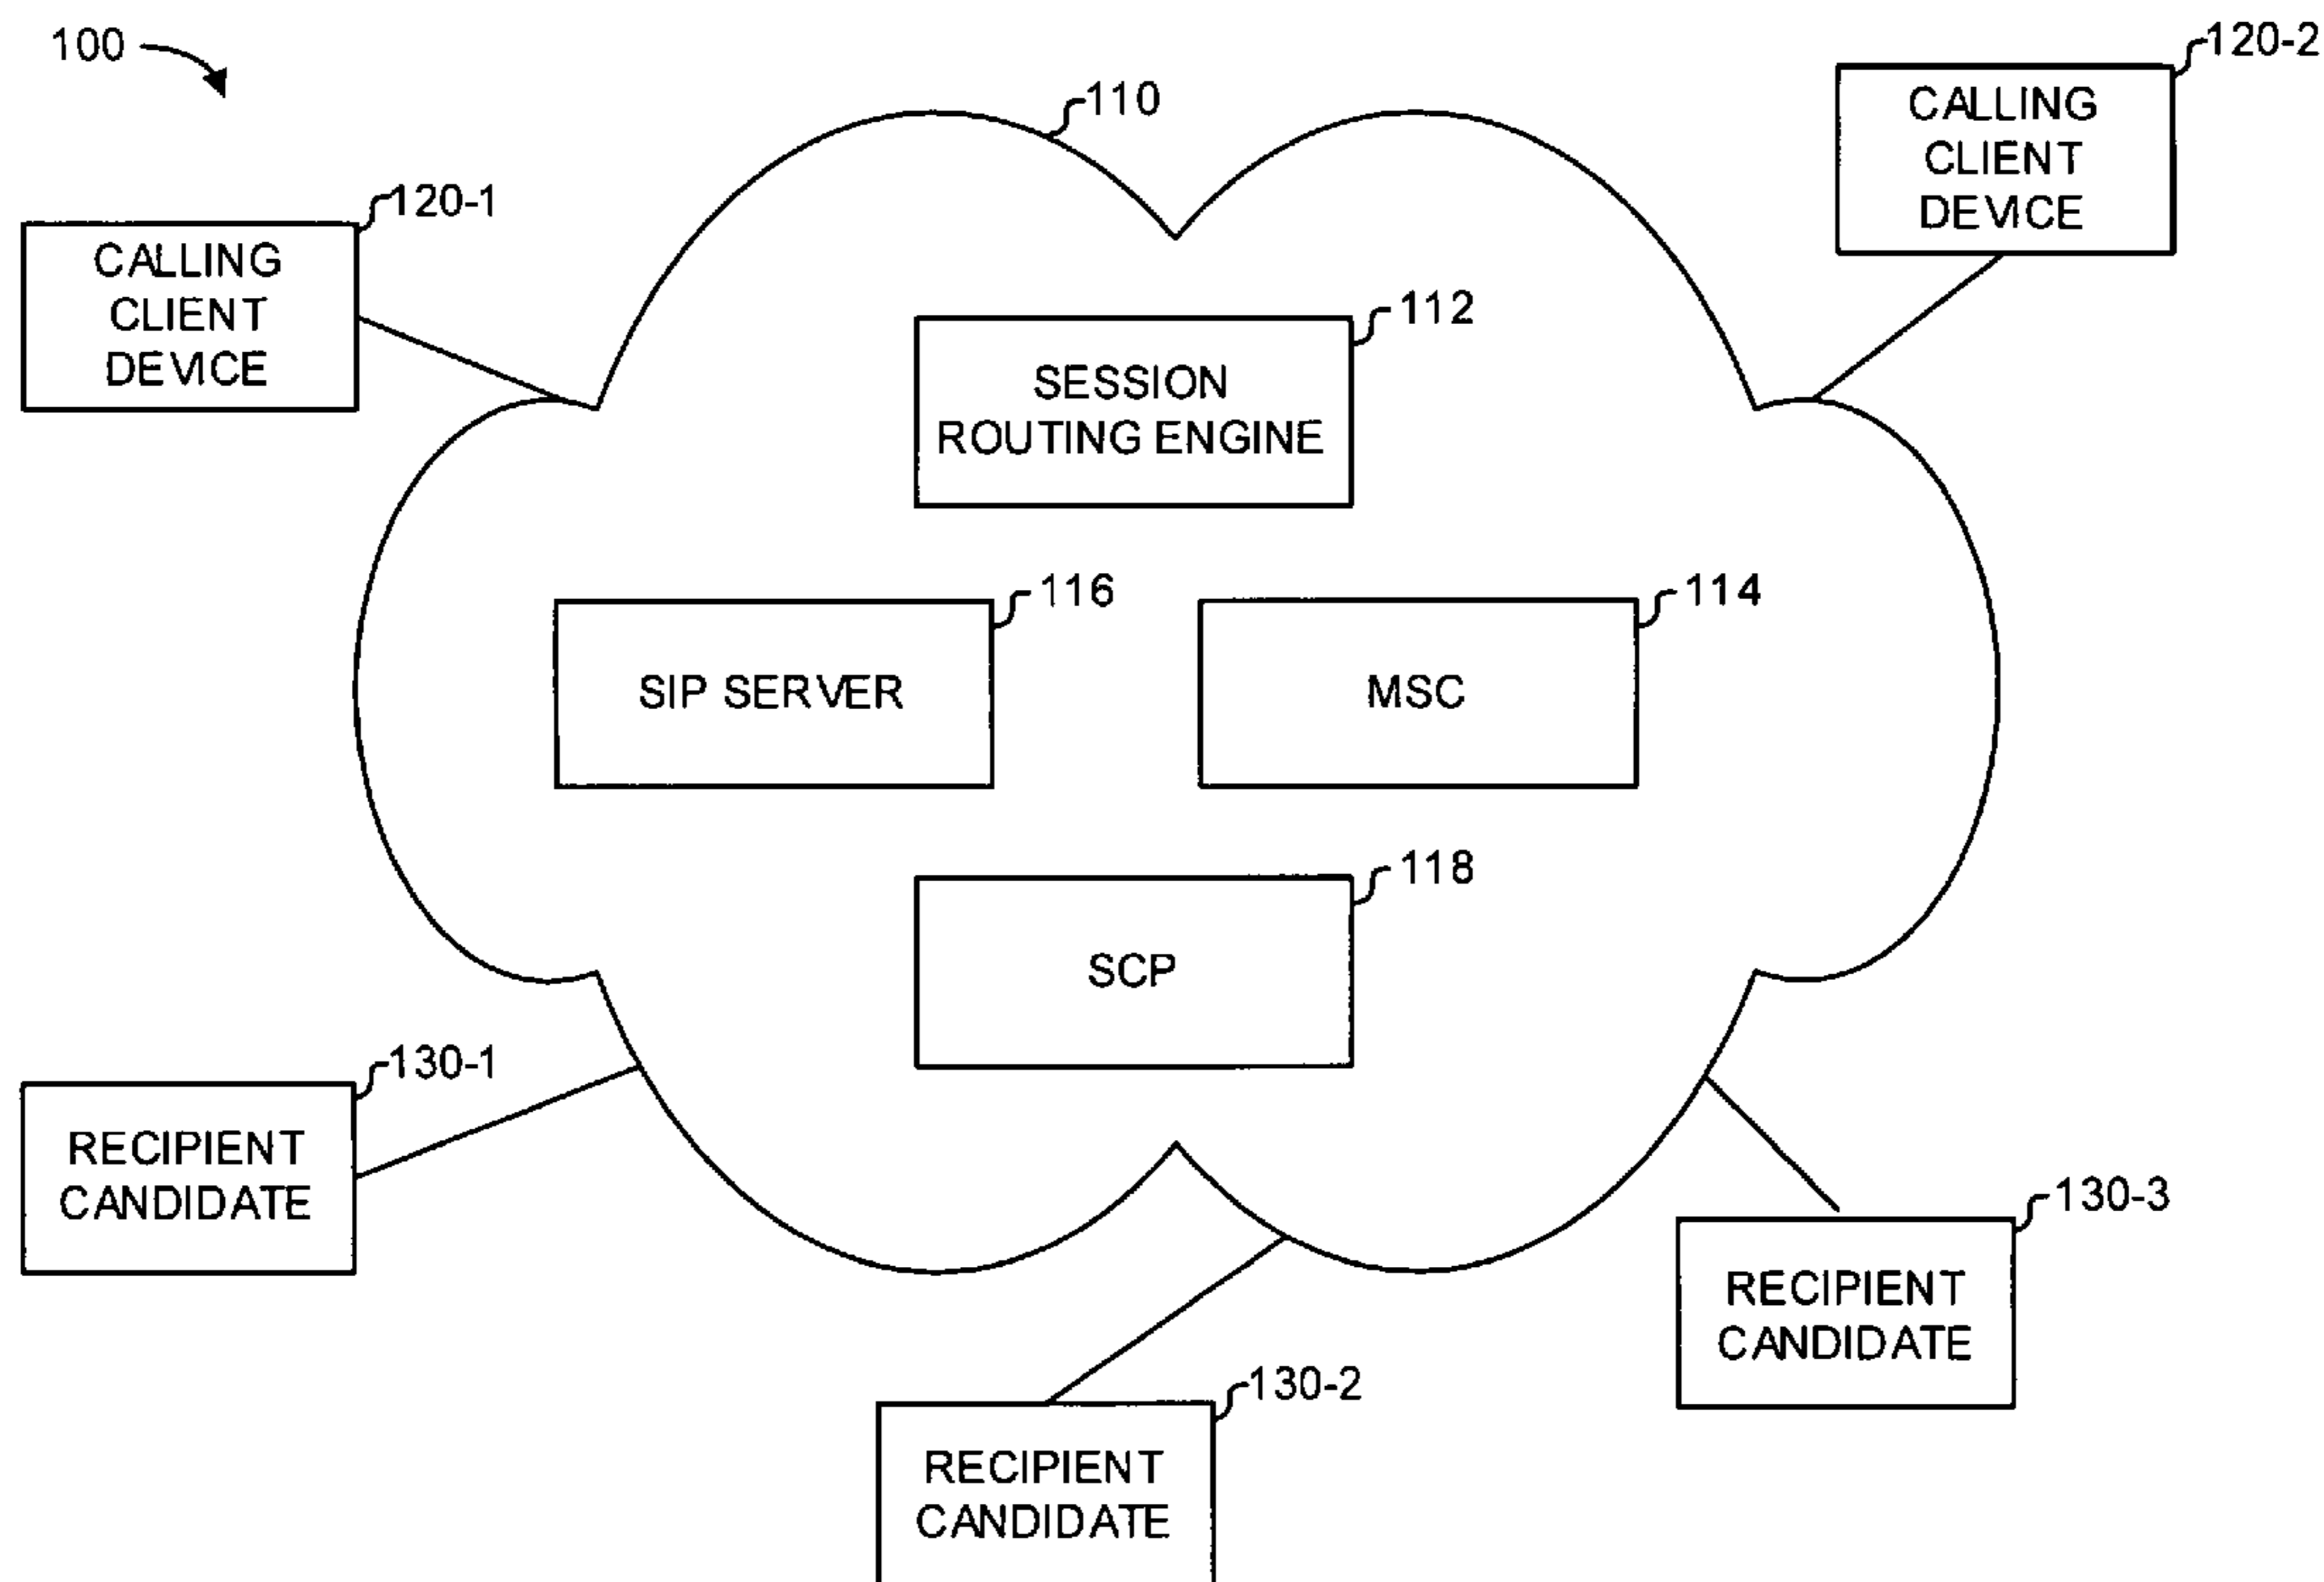 100
110
120-2
CALLING
CLIENT
DEVICE
120-1
CALLING
CLIENT
DEVICE
112
SESSION
ROUTING ENGINE
116
SIP SERVER
114
MSC
118
SCP
130-1
RECIPIENT
CANDIDATE
130-3
RECIPIENT
CANDIDATE
130-2
RECIPIENT
CANDIDATE